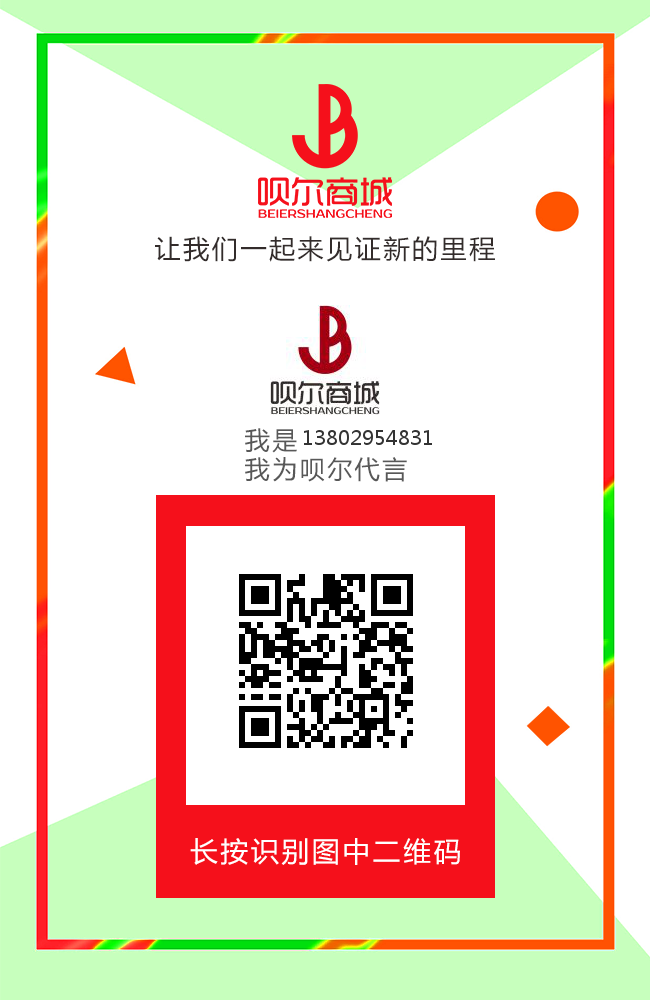 呗尔商城
BEIERSHANGCHENG
让我们一起来见证新的里程
呗尔商城
BEIERSHANGCHENG
我是 13802954831
我为呗尔代言
长按识别图中二维码